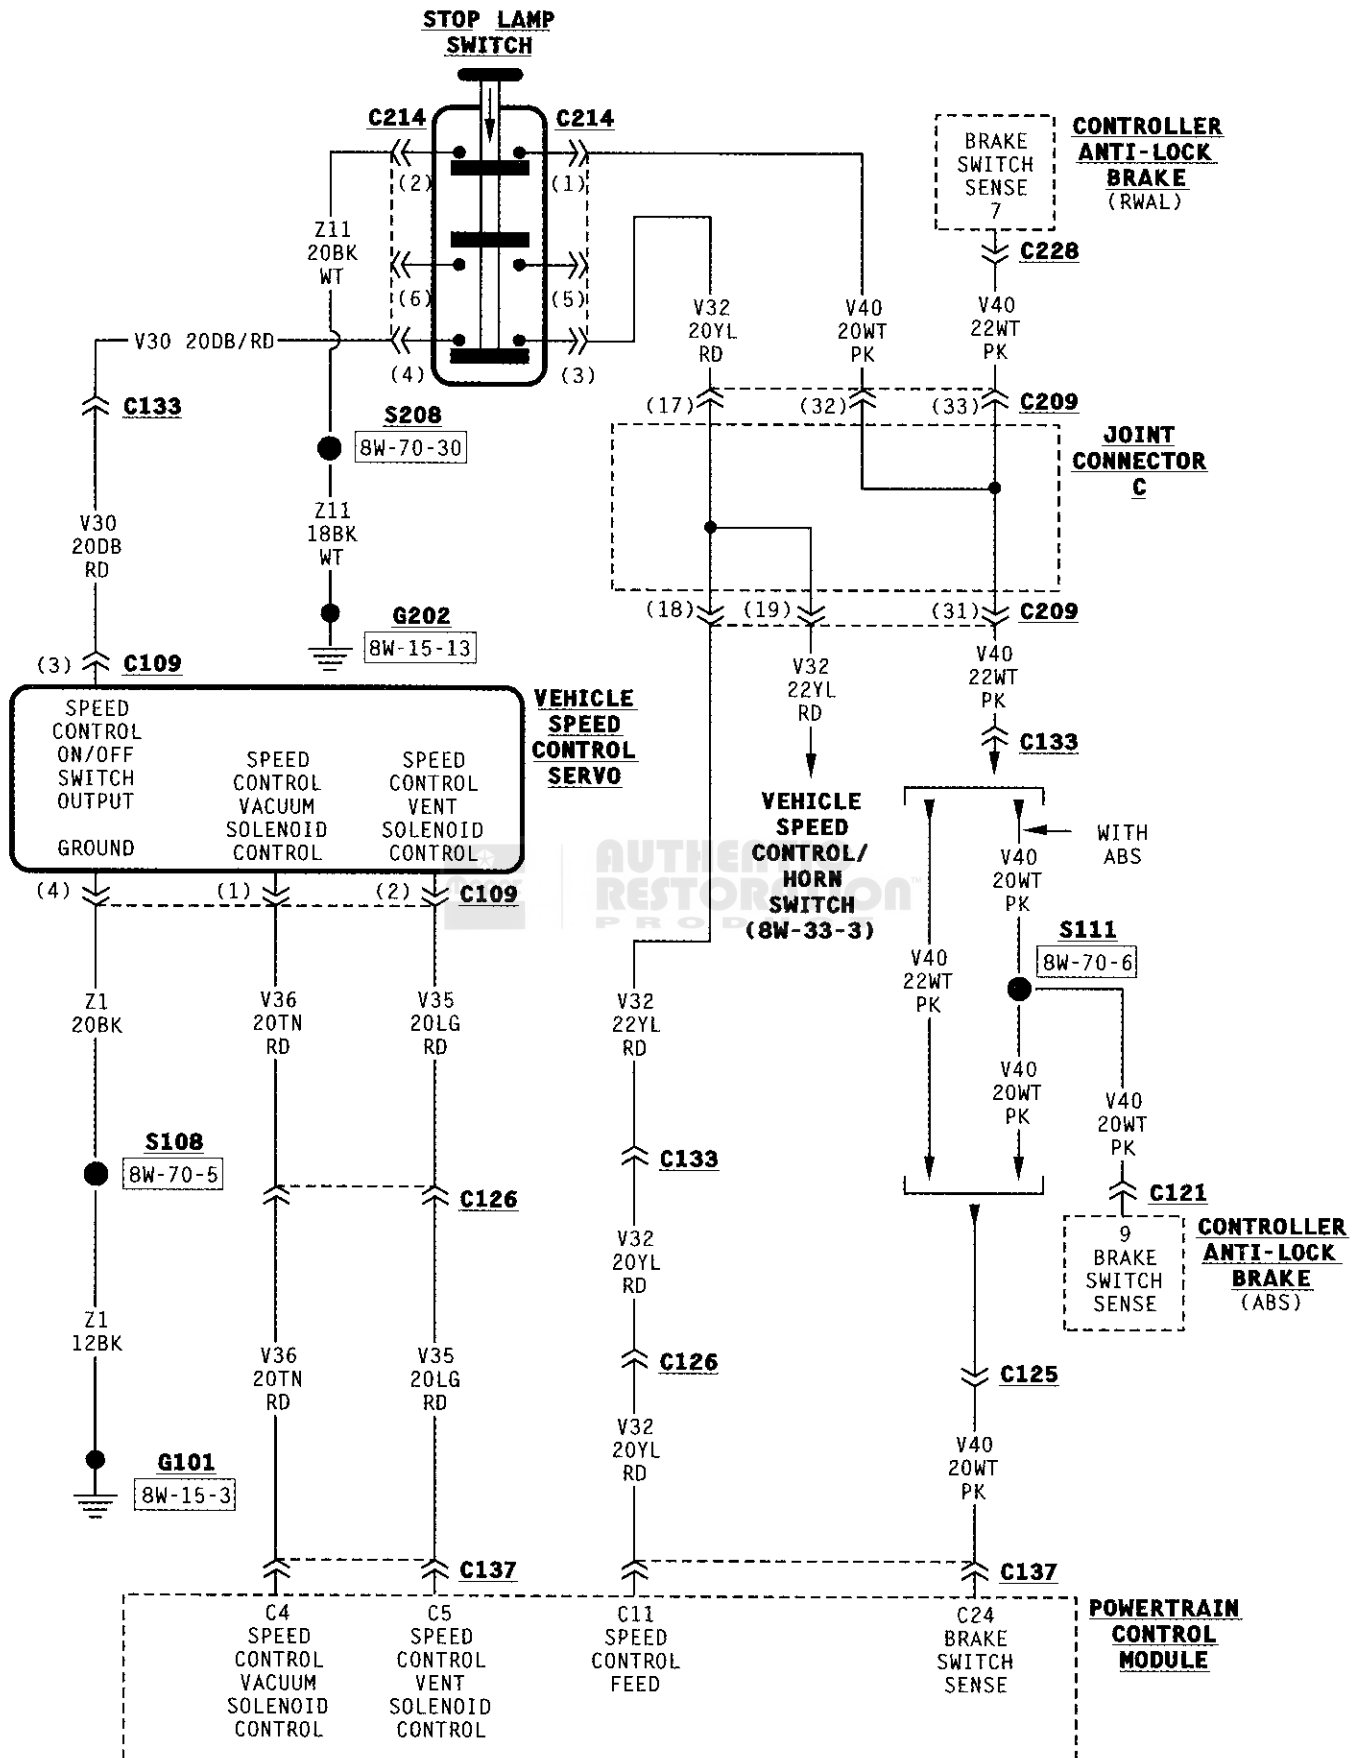 STOP LAMP
SWITCH
C214
C214
(2)
(1)
(6)
(5)
(4)
(3)
Z11
20BK
WT
V30 20DB/RD
C133
S208
8W-70-30
V30
20DB
RD
Z11
18BK
WT
G202
8W-15-13
BRAKE
SWITCH
SENSE
7
CONTROLLER
ANTI-LOCK
BRAKE
(RWAL)
C228
V32
20YL
RD
V40
20WT
PK
V40
22WT
PK
(17)
(32)
(33)
C209
JOINT
CONNECTOR
C
(18)
(19)
(31)
C209
V32
22YL
RD
V40
22WT
PK
C133
(3)
C109
SPEED
CONTROL
ON/OFF
SWITCH
OUTPUT
GROUND
SPEED
CONTROL
VACUUM
SOLENOID
CONTROL
SPEED
CONTROL
VENT
SOLENOID
CONTROL
VEHICLE
SPEED
CONTROL
SERVO
(4)
(1)
(2)
C109
VEHICLE
SPEED
CONTROL/
HORN
SWITCH
(8W-33-3)
AUTHENTIC
RESTORATION™
PRODUCT
WITH
ABS
V40
20WT
PK
S111
8W-70-6
V40
22WT
PK
V40
20WT
PK
V40
20WT
PK
C121
9
BRAKE
SWITCH
SENSE
CONTROLLER
ANTI-LOCK
BRAKE
(ABS)
Z1
20BK
V36
20TN
RD
V35
20LG
RD
V32
22YL
RD
S108
8W-70-5
C133
C126
V32
20YL
RD
Z1
12BK
V36
20TN
RD
V35
20LG
RD
C126
C125
V32
20YL
RD
V40
20WT
PK
G101
8W-15-3
C137
C137
C4
SPEED
CONTROL
VACUUM
SOLENOID
CONTROL
C5
SPEED
CONTROL
VENT
SOLENOID
CONTROL
C11
SPEED
CONTROL
FEED
C24
BRAKE
SWITCH
SENSE
POWERTRAIN
CONTROL
MODULE